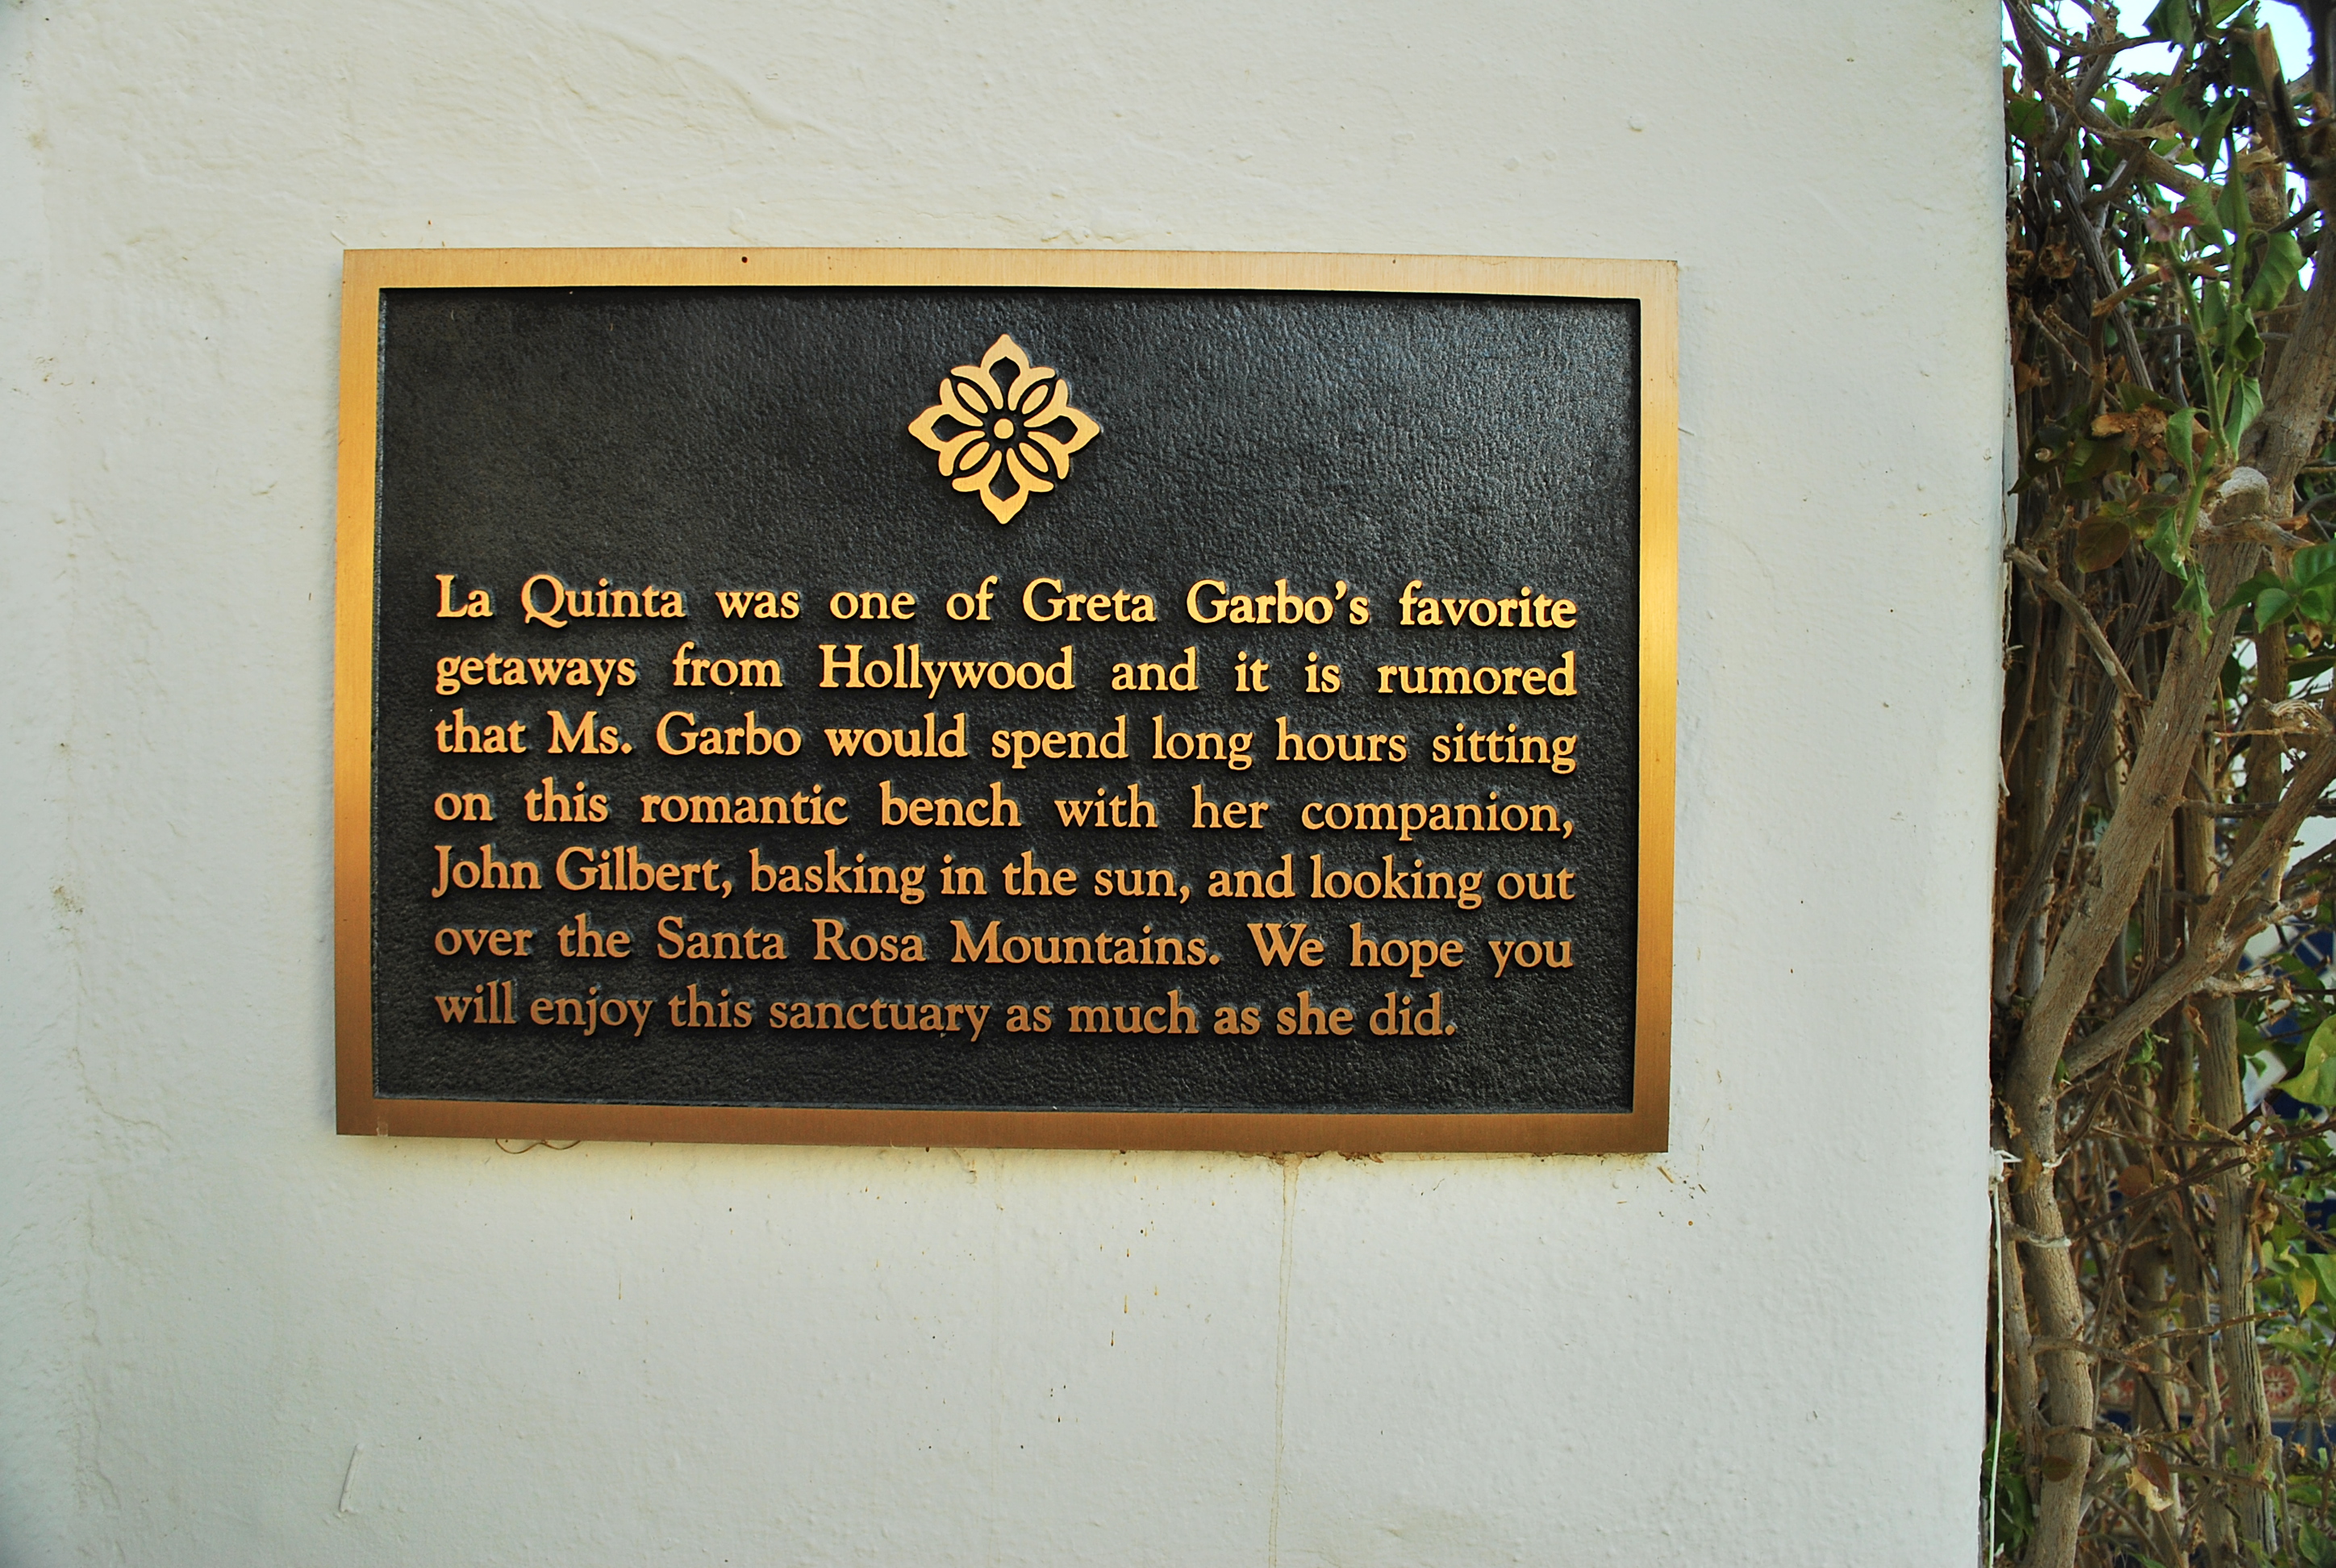 La Quinta was one of Greta Garbo's favorite
getaways from Hollywood and it is rumored
that Ms. Garbo would spend long hours sitting
on this romantic bench with her companion,
John Gilbert, basking in the sun, and looking out
over the Santa Rosa Mountains. We hope you
will enjoy this sanctuary as much as she did.